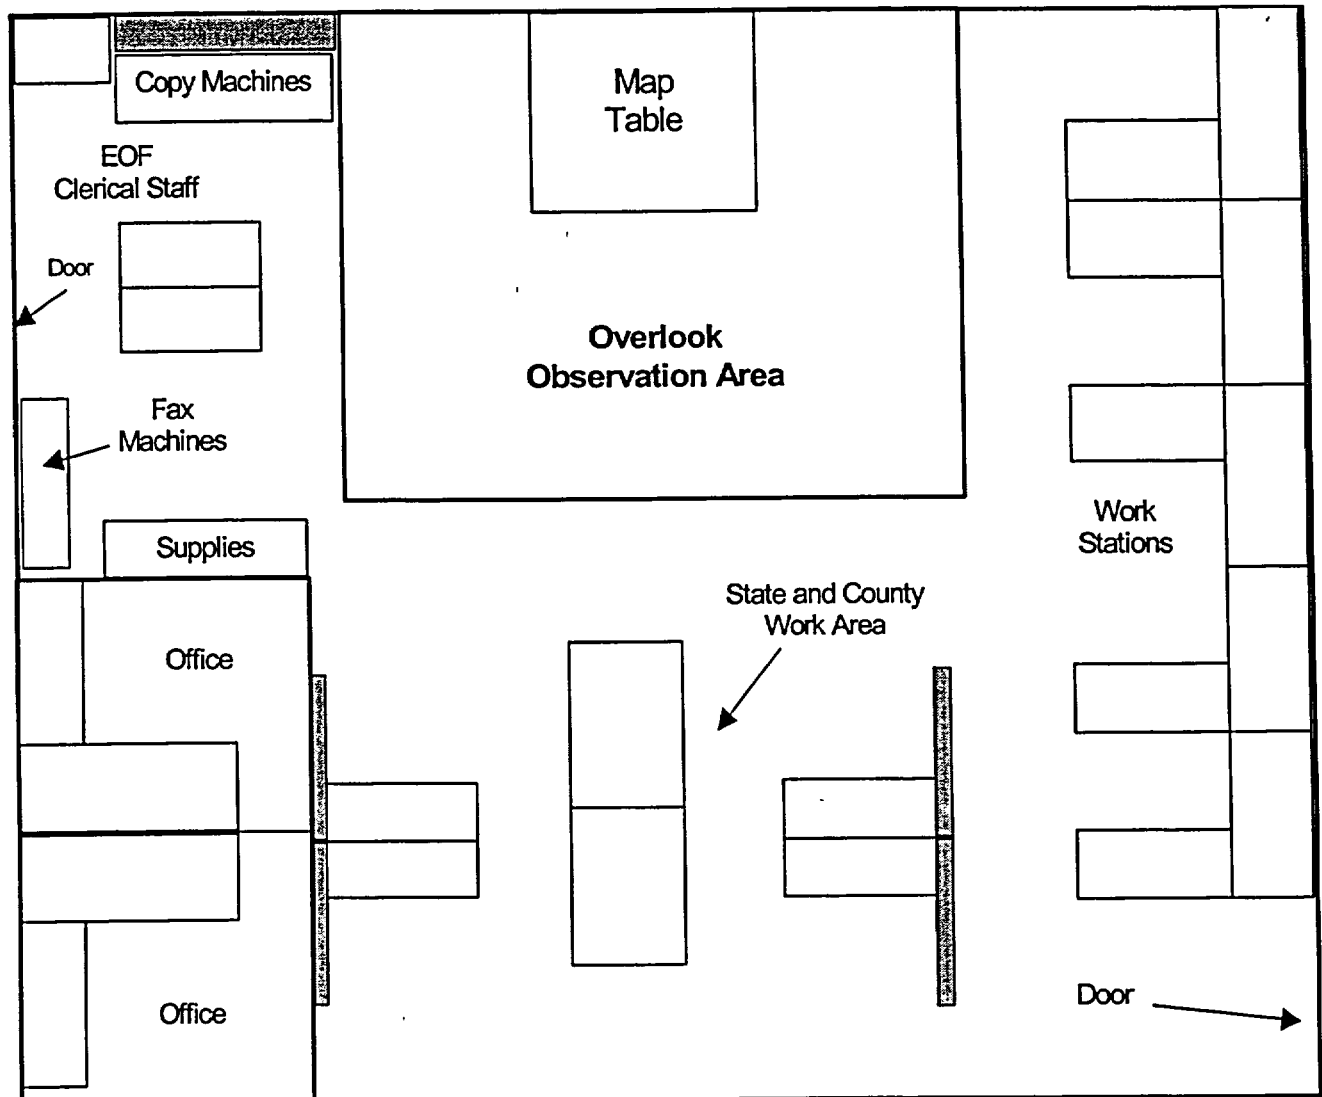 Copy Machines
Map
Table
EOF
Clerical Staff
Door
Overlook
Observation Area
Fax
Machines
Supplies
Work
Stations
State and County
Work Area
Office
Office
Door